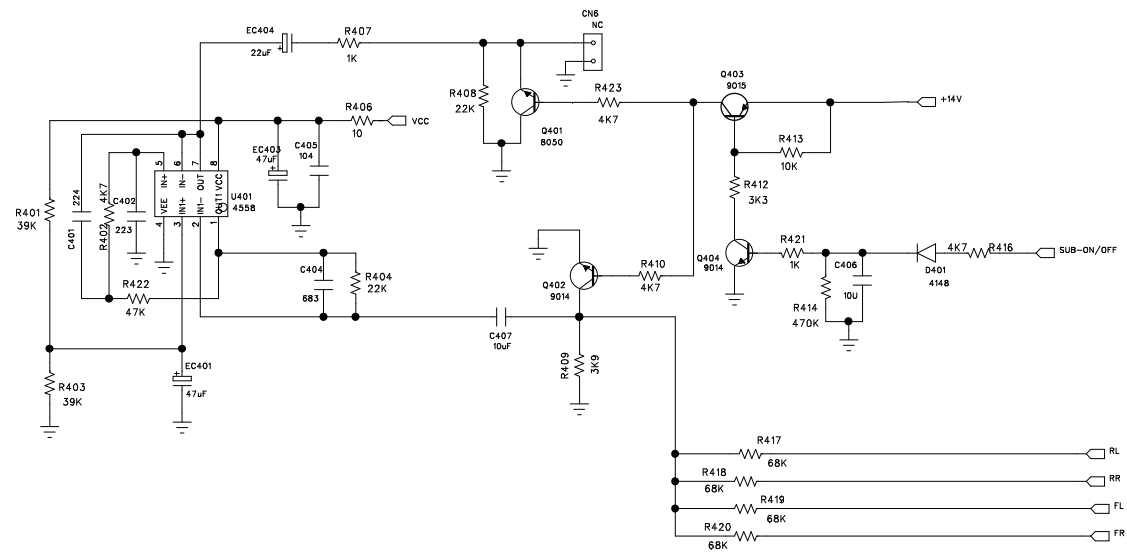 CN6
NC
EC404
22uF
+
R407
1K
R408
22K
Q401
8050
R423
4K7
Q403
9015
+14V
R406
10
VCC
R413
10K
R412
3K3
EC403
47uF
+
C405
104
5
6
7
8
IN+
IN-
OUT
VCC
VEE
IN1+
IN1-
OUT1
4
3
2
1
U401
4558
R401
39K
224
C401
4K7
R402
C402
223
R422
47K
C404
683
R404
22K
Q402
9014
R410
4K7
Q404
9014
R421
1K
C406
10U
R414
470K
D401
4148
4K7
R416
SUB-ON/OFF
C407
10uF
R409
3K9
R403
39K
+
EC401
47uF
R417
68K
RL
R418
68K
RR
R419
68K
FL
R420
68K
FR